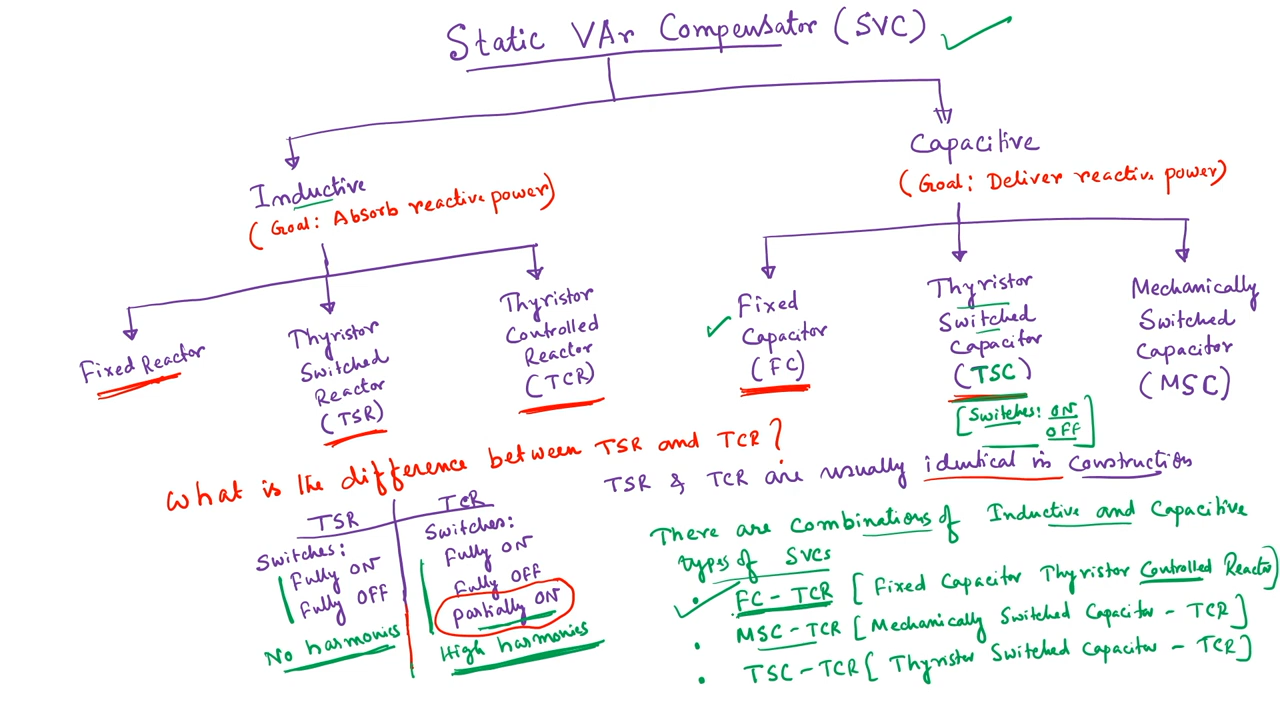 Static VAr Compensator (SVC)
Inductive
(Goal: Absorb reactive power)
Capacitive
(Goal: Deliver reactive power)
Fixed Reactor
Thyristor
Switched
Reactor
(TSR)
Thyristor
Controlled
Reactor
(TCR)
Fixed
Capacitor
(FC)
Thyristor
Switched
Capacitor
(TSC)
[Switches: ON
OFF]
Mechanically
Switched
Capacitor
(MSC)
What is the difference between TSR and TCR?
TSR & TCR are usually identical in construction
TSR
Switches:
Fully ON
Fully OFF
No harmonics
TCR
Switches:
Fully ON
Fully OFF
Partially ON
High harmonics
There are combinations of Inductive and Capacitive
types of SVCs
• FC-TCR [Fixed Capacitor Thyristor Controlled Reactor]
• MSC-TCR [Mechanically Switched Capacitor - TCR]
• TSC-TCR [Thyristor Switched Capacitor - TCR]